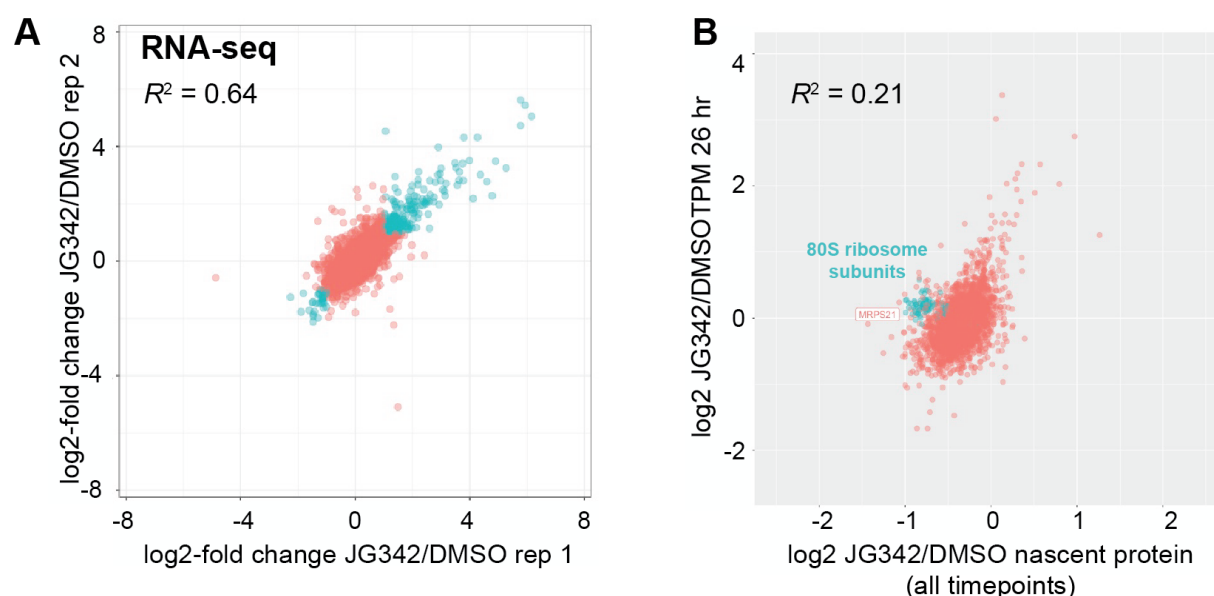 A
RNA-seq
R² = 0.64
log2-fold change JG342/DMSO rep 2
8
4
0
-4
-8
-8 -4 0 4 8
log2-fold change JG342/DMSO rep 1
B
R² = 0.21
log2 JG342/DMSOTPM 26 hr
4
2
0
-2
80S ribosome
subunits
MRPS21
-2 -1 0 1 2
log2 JG342/DMSO nascent protein
(all timepoints)